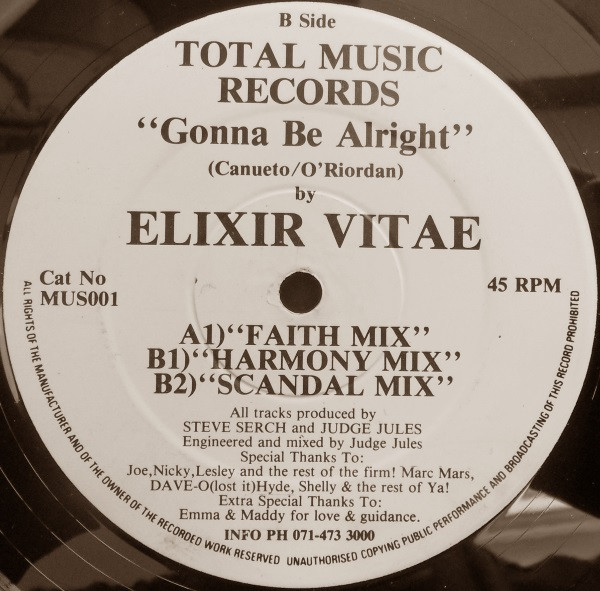 B Side
TOTAL MUSIC
RECORDS
“Gonna Be Alright”
(Canueto/O'Riordan)
by
ELIXIR VITAE
Cat No
MUS001
45 RPM
A1)“FAITH MIX”
B1)“HARMONY MIX”
B2)“SCANDAL MIX”
All tracks produced by
STEVE SERCH and JUDGE JULES
Engineered and mixed by Judge Jules
Special Thanks To:
Joe,Nicky,Lesley and the rest of the firm! Marc Mars,
DAVE-O(lost it)Hyde, Shelly & the rest of Ya!
Extra Special Thanks To:
Emma & Maddy for love & guidance.
INFO PH 071-473 3000
ALL RIGHTS OF THE MANUFACTURER AND OF THE OWNER OF THE RECORDED WORK RESERVED UNAUTHORISED COPYING PUBLIC PERFORMANCE AND BROADCASTING OF THIS RECORD PROHIBITED